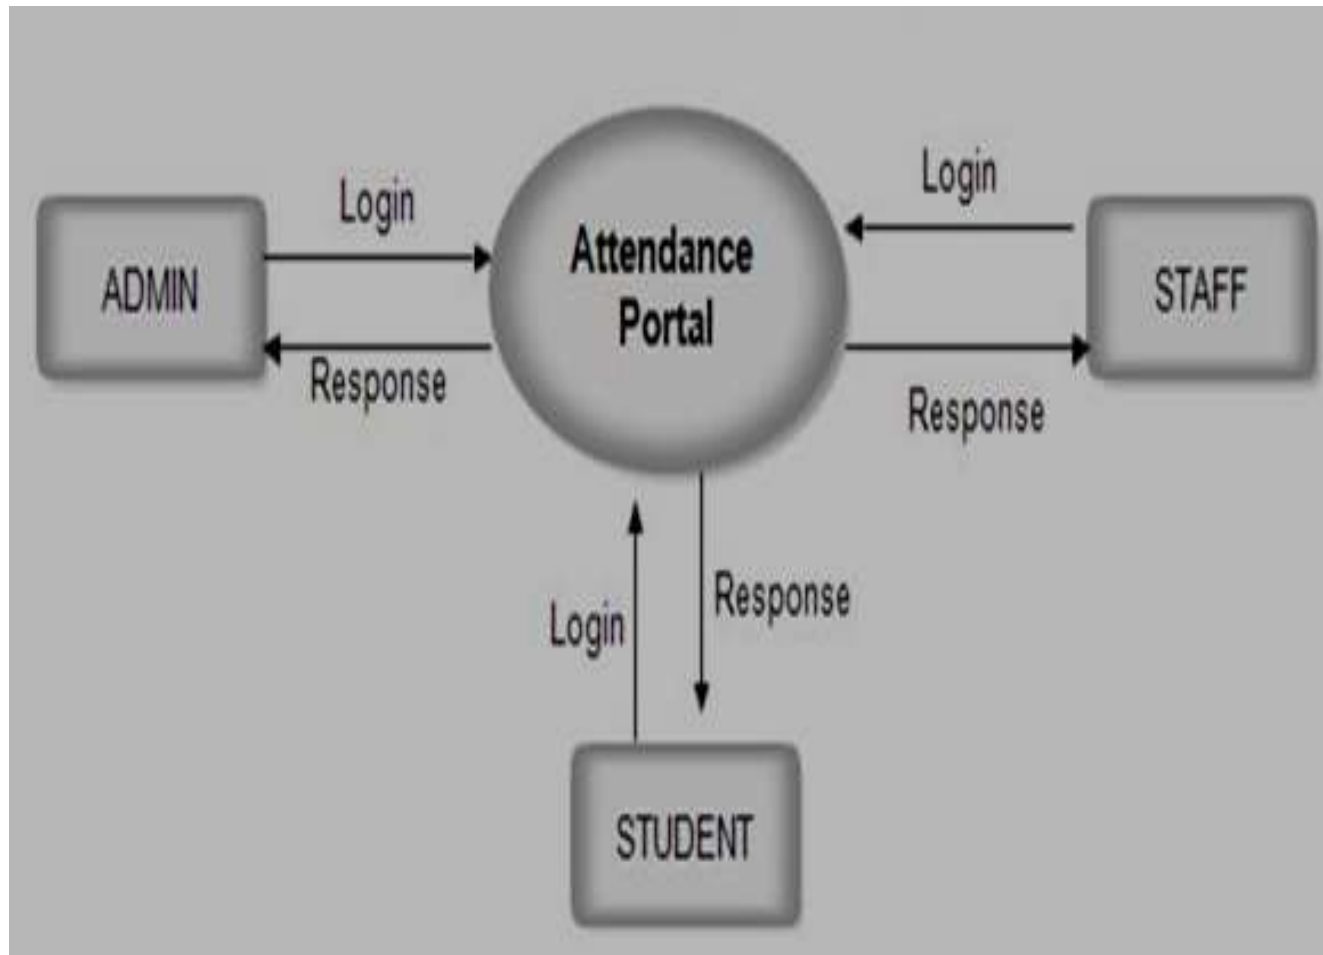 Login
Login
ADMIN
Attendance
Portal
STAFF
Response
Response
Login
Response
STUDENT